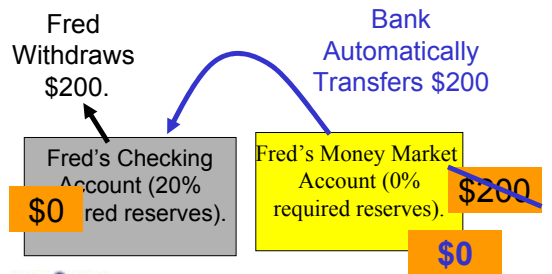 Fred
Withdraws
$200.
Bank
Automatically
Transfers $200
Fred's Checking
Account (20%
red reserves).
$0
Fred's Money Market
Account (0%
required reserves).
$200
$0